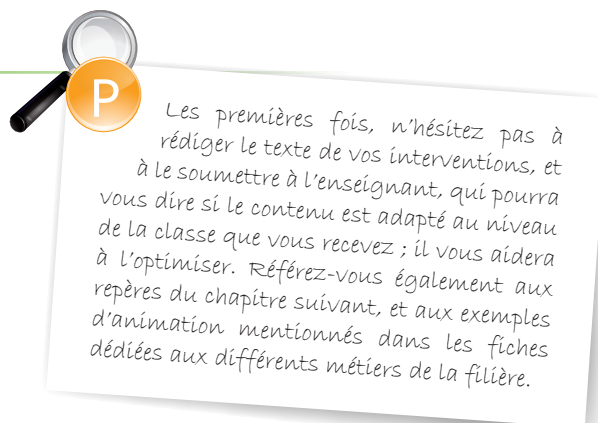 P
Les premières fois, n'hésitez pas à
rédiger le texte de vos interventions, et
à le soumettre à l'enseignant, qui pourra
vous dire si le contenu est adapté au niveau
de la classe que vous recevez ; il vous aidera
à l'optimiser. Référez-vous également aux
repères du chapitre suivant, et aux exemples
d'animation mentionnés dans les fiches
dédiées aux différents métiers de la filière.